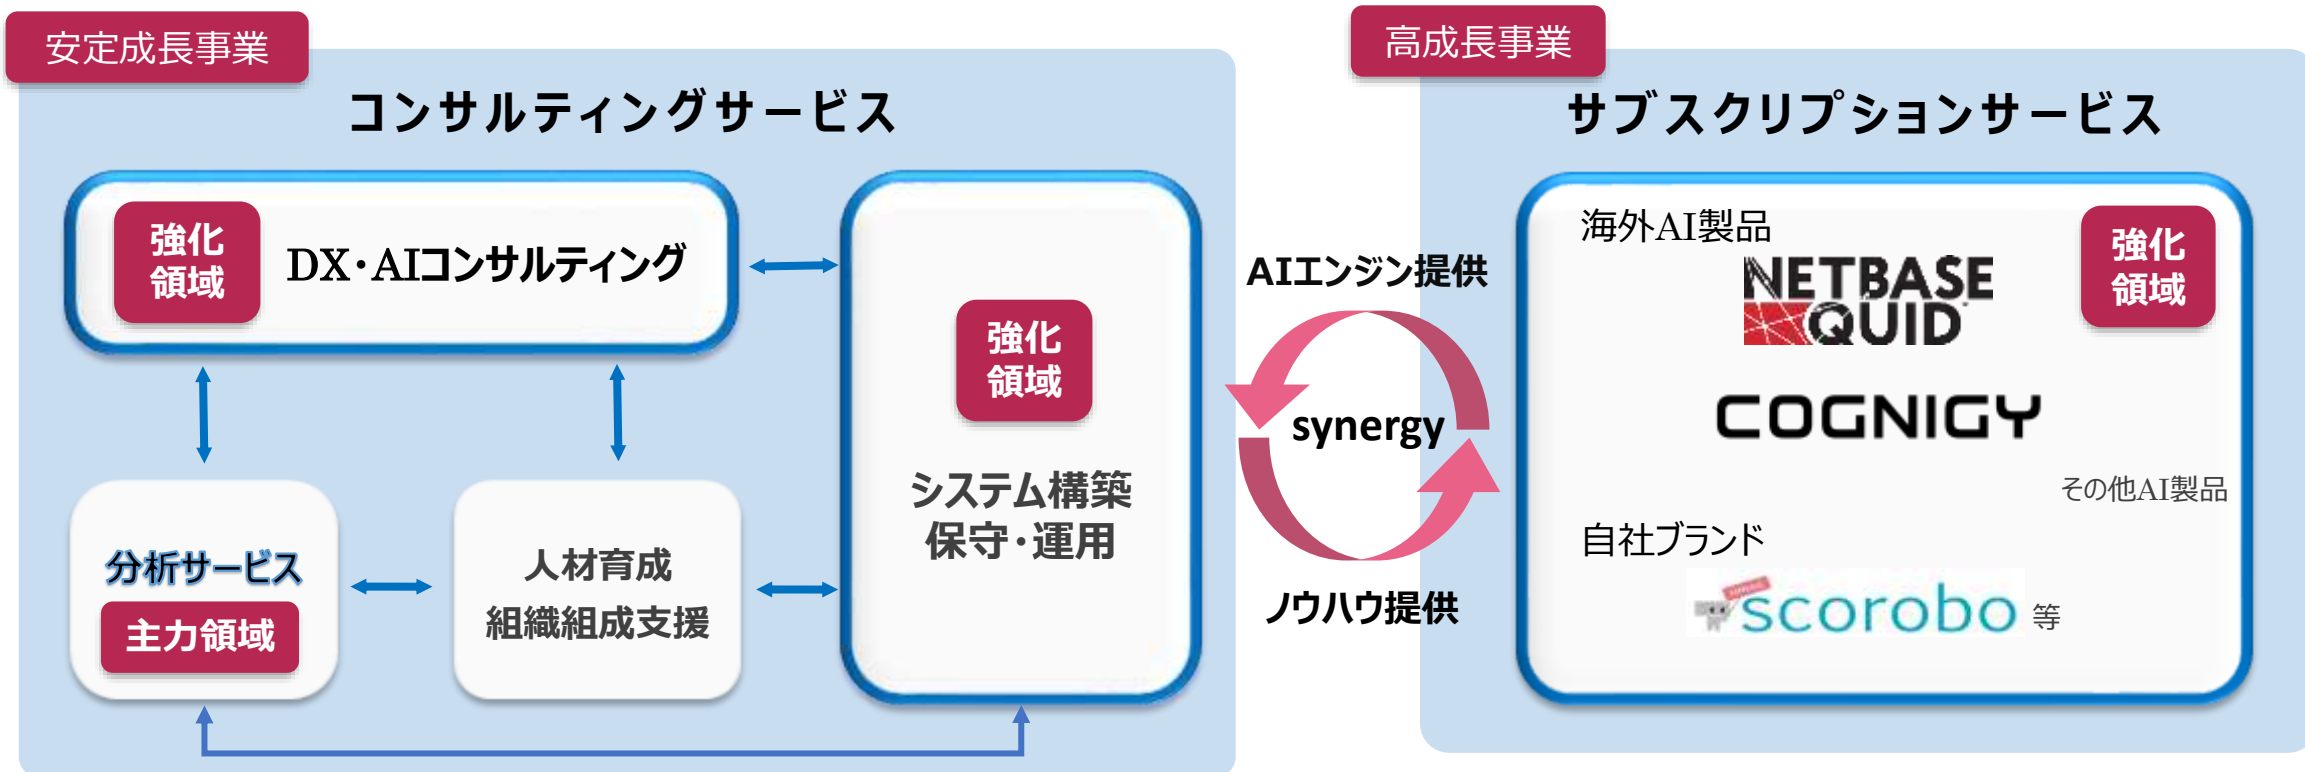 安定成長事業
コンサルティングサービス
強化
領域
DX・AIコンサルティング
強化
領域
システム構築
保守・運用
分析サービス
主力領域
人材育成
組織組成支援
AIエンジン提供
synergy
ノウハウ提供
高成長事業
サブスクリプションサービス
海外AI製品
強化
領域
NETBASE
QUID
COGNIGY
その他AI製品
自社ブランド
scorobo 等